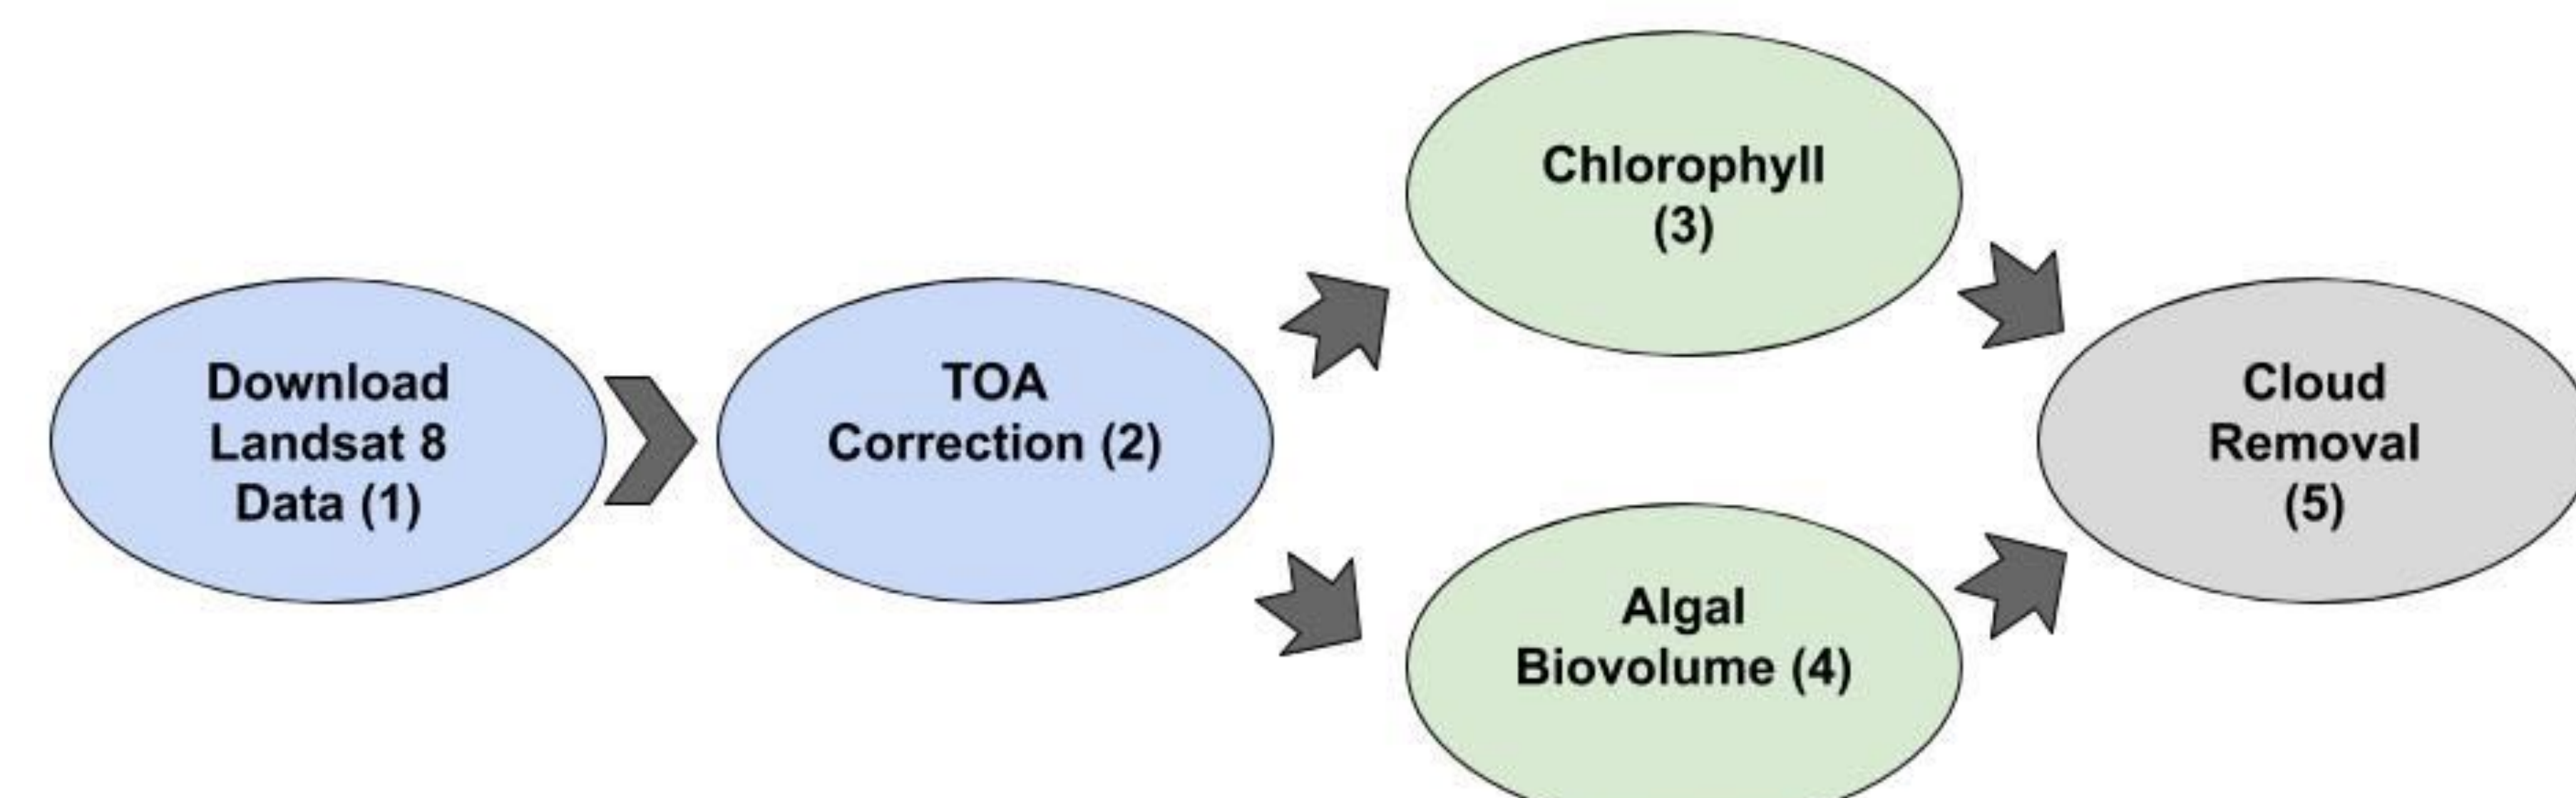 Download
Landsat 8
Data (1)
TOA
Correction (2)
Chlorophyll
(3)
Algal
Biovolume (4)
Cloud
Removal
(5)